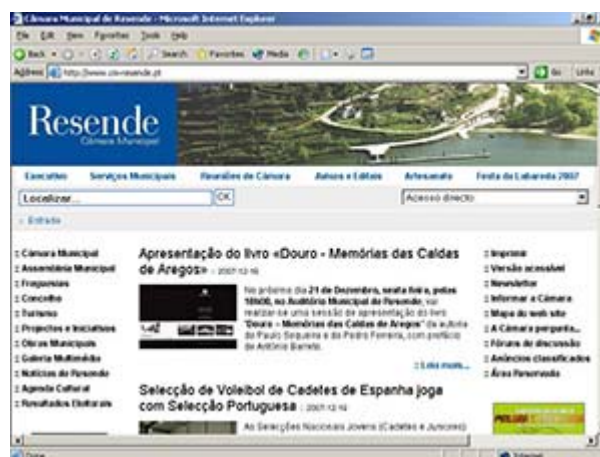 Câmara Municipal de Resende - Microsoft Internet Explorer
File Edit View Favorites Tools Help
Back Search Favorites Media
Address http://www.cm-resende.pt Go Links
Resende
Câmara Municipal
Executivo Serviços Municipais Reuniões de Câmara Avisos e Editais Artesanato Festa da Labareda 2007
Localizar... OK Acesso directo
Entrada
:: Câmara Municipal
:: Assembleia Municipal
:: Freguesias
:: Concelho
:: Turismo
:: Projectos e Iniciativas
:: Obras Municipais
:: Galeria Multimédia
:: Notícias de Resende
:: Agenda Cultural
:: Resultados Eleitorais
Apresentação do livro «Douro - Memórias das Caldas
de Aregos» :: 2007-12-16
No próximo dia 21 de Dezembro, sexta feira, pelas
18h00, no Auditório Municipal de Resende, vai
realizar-se uma sessão de apresentação do livro
"Douro – Memórias das Caldas de Aregos" da autoria
de Paulo Sequeira e da Pedro Ferreira, com prefácio
de António Barreto.
:: Leia mais...
Selecção de Voleibol de Cadetes de Espanha joga
com Selecção Portuguesa :: 2007-12-16
As Selecções Nacionais Jovens (Cadetes e Juniores)
:: Imprimir
:: Versão acessível
:: Newsletter
:: Informar a Câmara
:: Mapa do web site
:: A Câmara pergunta...
:: Fóruns de discussão
:: Anúncios classificados
:: Área Reservada
Done Internet